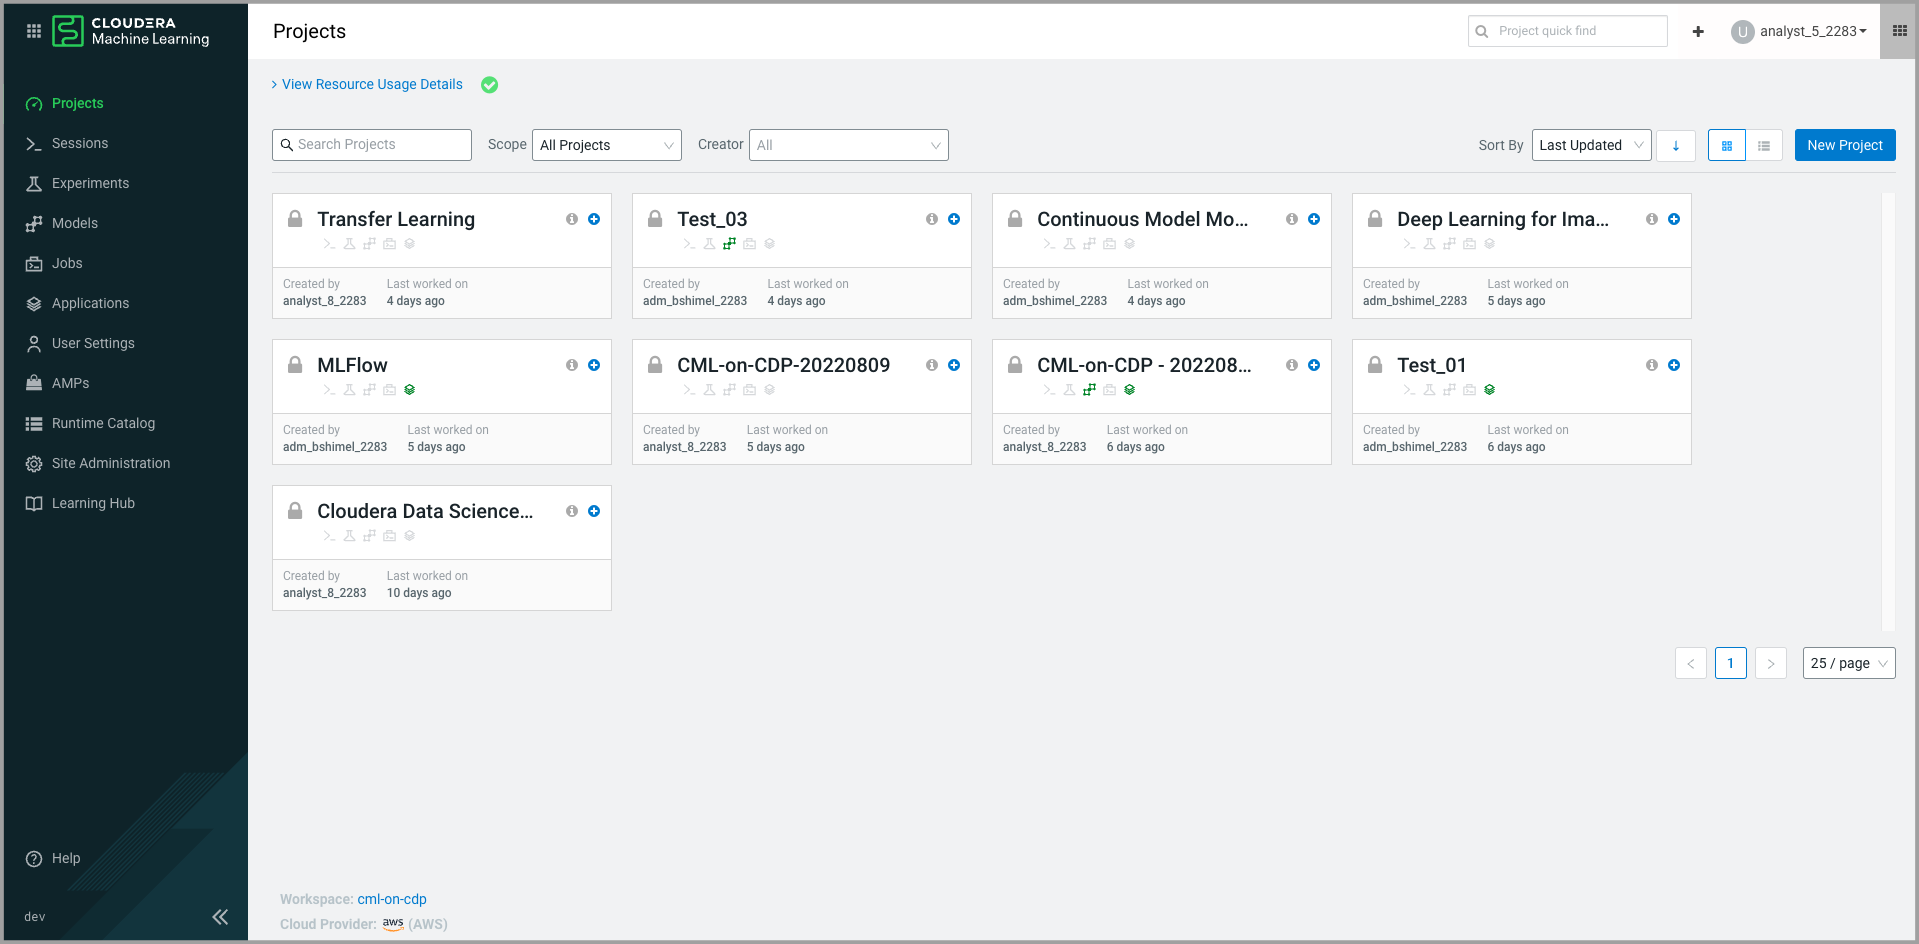 CLOUDERA
Machine Learning
Projects
Project quick find
U
analyst_5_2283
Projects
Sessions
Experiments
Models
Jobs
Applications
User Settings
AMPs
Runtime Catalog
Site Administration
Learning Hub
Help
dev
View Resource Usage Details
Search Projects
Scope
All Projects
Creator
All
Sort By
Last Updated
New Project
Transfer Learning
Created by
Last worked on
analyst_8_2283
4 days ago
Test_03
Created by
Last worked on
adm_bshimel_2283
4 days ago
Continuous Model Mo...
Created by
Last worked on
adm_bshimel_2283
4 days ago
Deep Learning for Ima...
Created by
Last worked on
adm_bshimel_2283
5 days ago
MLFlow
Created by
Last worked on
adm_bshimel_2283
5 days ago
CML-on-CDP-20220809
Created by
Last worked on
analyst_8_2283
5 days ago
CML-on-CDP - 202208...
Created by
Last worked on
analyst_8_2283
6 days ago
Test_01
Created by
Last worked on
adm_bshimel_2283
6 days ago
Cloudera Data Science...
Created by
Last worked on
analyst_8_2283
10 days ago
1
25 / page
Workspace: cml-on-cdp
Cloud Provider: aws (AWS)